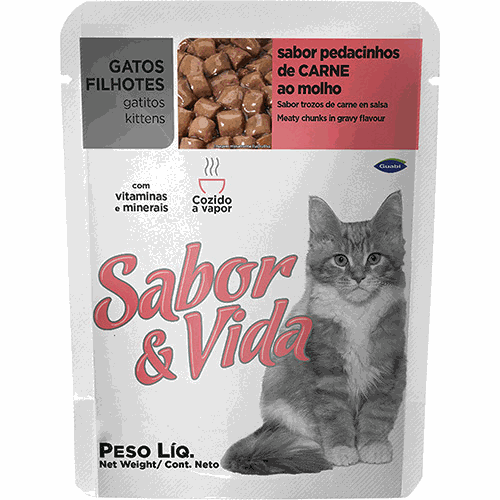 GATOS
FILHOTES
gatitos
kittens
sabor pedacinhos
de CARNE
ao molho
Sabor trozos de carne en salsa
Meaty chunks in gravy flavour
Guabi
com
vitaminas
e minerais
Cozido
a vapor
Sabor
& Vida
PESO LÍQ.
Net Weight/ Cont. Neto